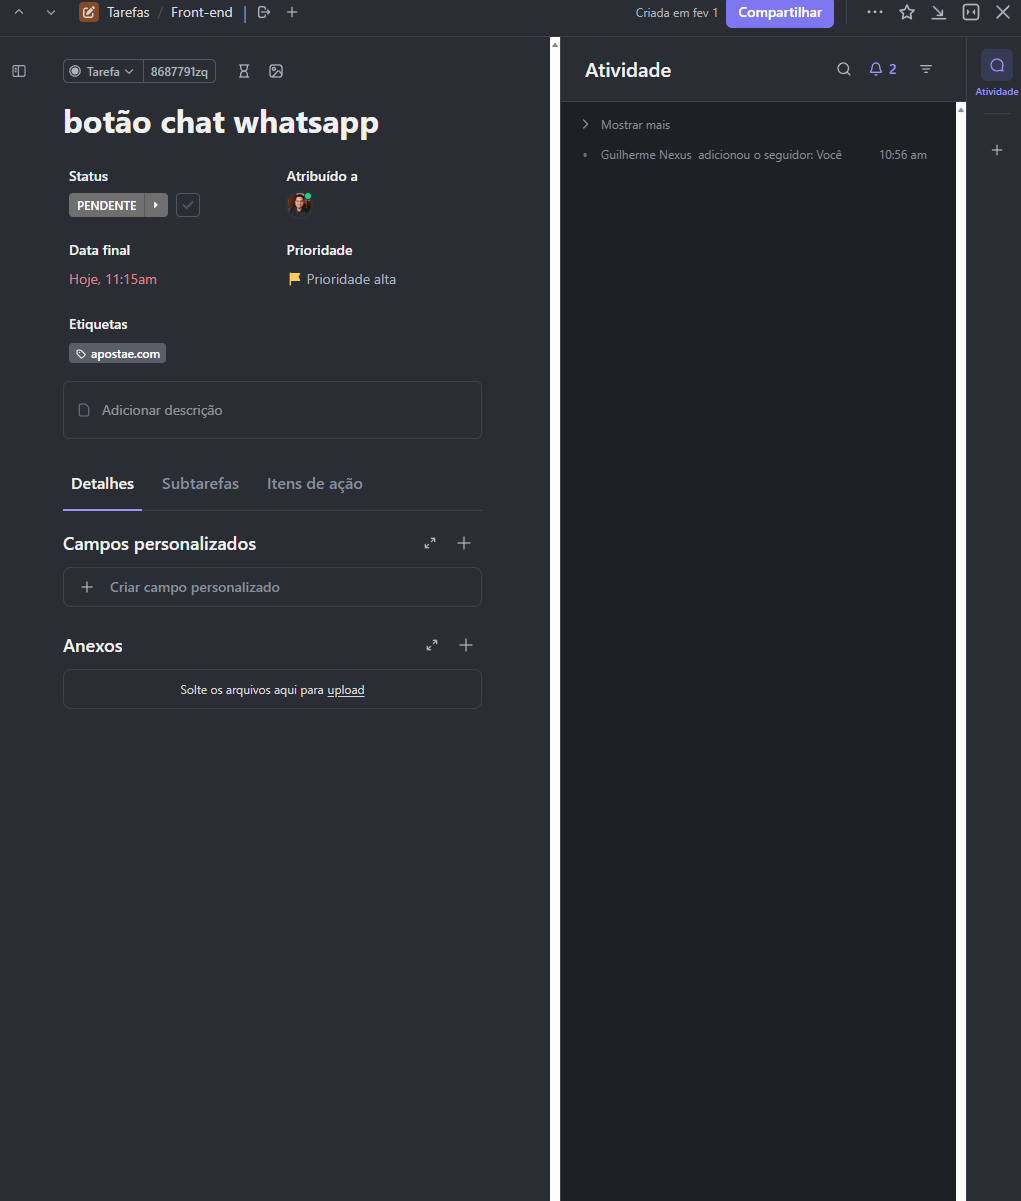 Tarefas / Front-end
Criada em fev 1
Compartilhar
Tarefa
8687791zq
botão chat whatsapp
Status
Atribuído a
PENDENTE
Data final
Prioridade
Hoje, 11:15am
Prioridade alta
Etiquetas
apostae.com
Adicionar descrição
Detalhes
Subtarefas
Itens de ação
Campos personalizados
Criar campo personalizado
Anexos
Solte os arquivos aqui para upload
Atividade
2
Mostrar mais
Guilherme Nexus adicionou o seguidor: Você 10:56 am
Atividade